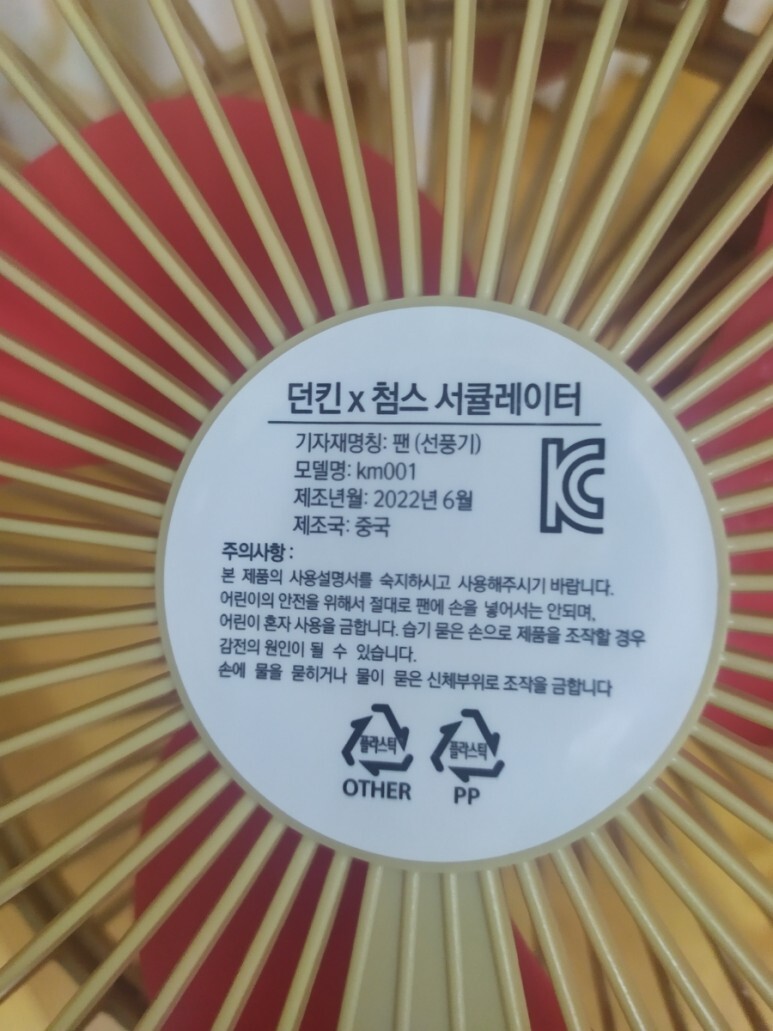 던킨 x 첨스 서큘레이터
기자재명칭: 팬 (선풍기)
모델명: km001
제조년월: 2022년 6월
제조국: 중국
KC
주의사항 :
본 제품의 사용설명서를 숙지하시고 사용해주시기 바랍니다.
어린이의 안전을 위해서 절대로 팬에 손을 넣어서는 안되며,
어린이 혼자 사용을 금합니다. 습기 묻은 손으로 제품을 조작할 경우
감전의 원인이 될 수 있습니다.
손에 물을 묻히거나 물이 묻은 신체부위로 조작을 금합니다
플라스틱 플라스틱
OTHER PP